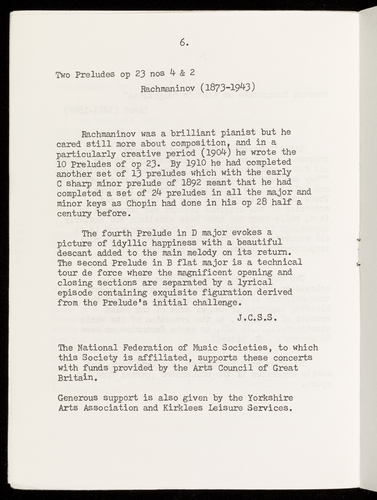 6.
Two Preludes op 23 nos 4 & 2
Rachmaninov (1873-1943)
Rachmaninov was a brilliant pianist but he
cared still more about composition, and in a
particularly creative period (1904) he wrote the
10 Preludes of op 23. By 1910 he had completed
another set of 13 preludes which with the early
C sharp minor prelude of 1892 meant that he had
completed a set of 24 preludes in all the major and
minor keys as Chopin had done in his op 28 half a
century before.
The fourth Prelude in D major evokes a
picture of idyllic happiness with a beautiful
descant added to the main melody on its return.
The second Prelude in B flat major is a technical
tour de force where the magnificent opening and
closing sections are separated by a lyrical
episode containing exquisite figuration derived
from the Prelude's initial challenge.
J.C.S.S.
The National Federation of Music Societies, to which
this Society is affiliated, supports these concerts
with funds provided by the Arts Council of Great
Britain.
Generous support is also given by the Yorkshire
Arts Association and Kirklees Leisure Services.